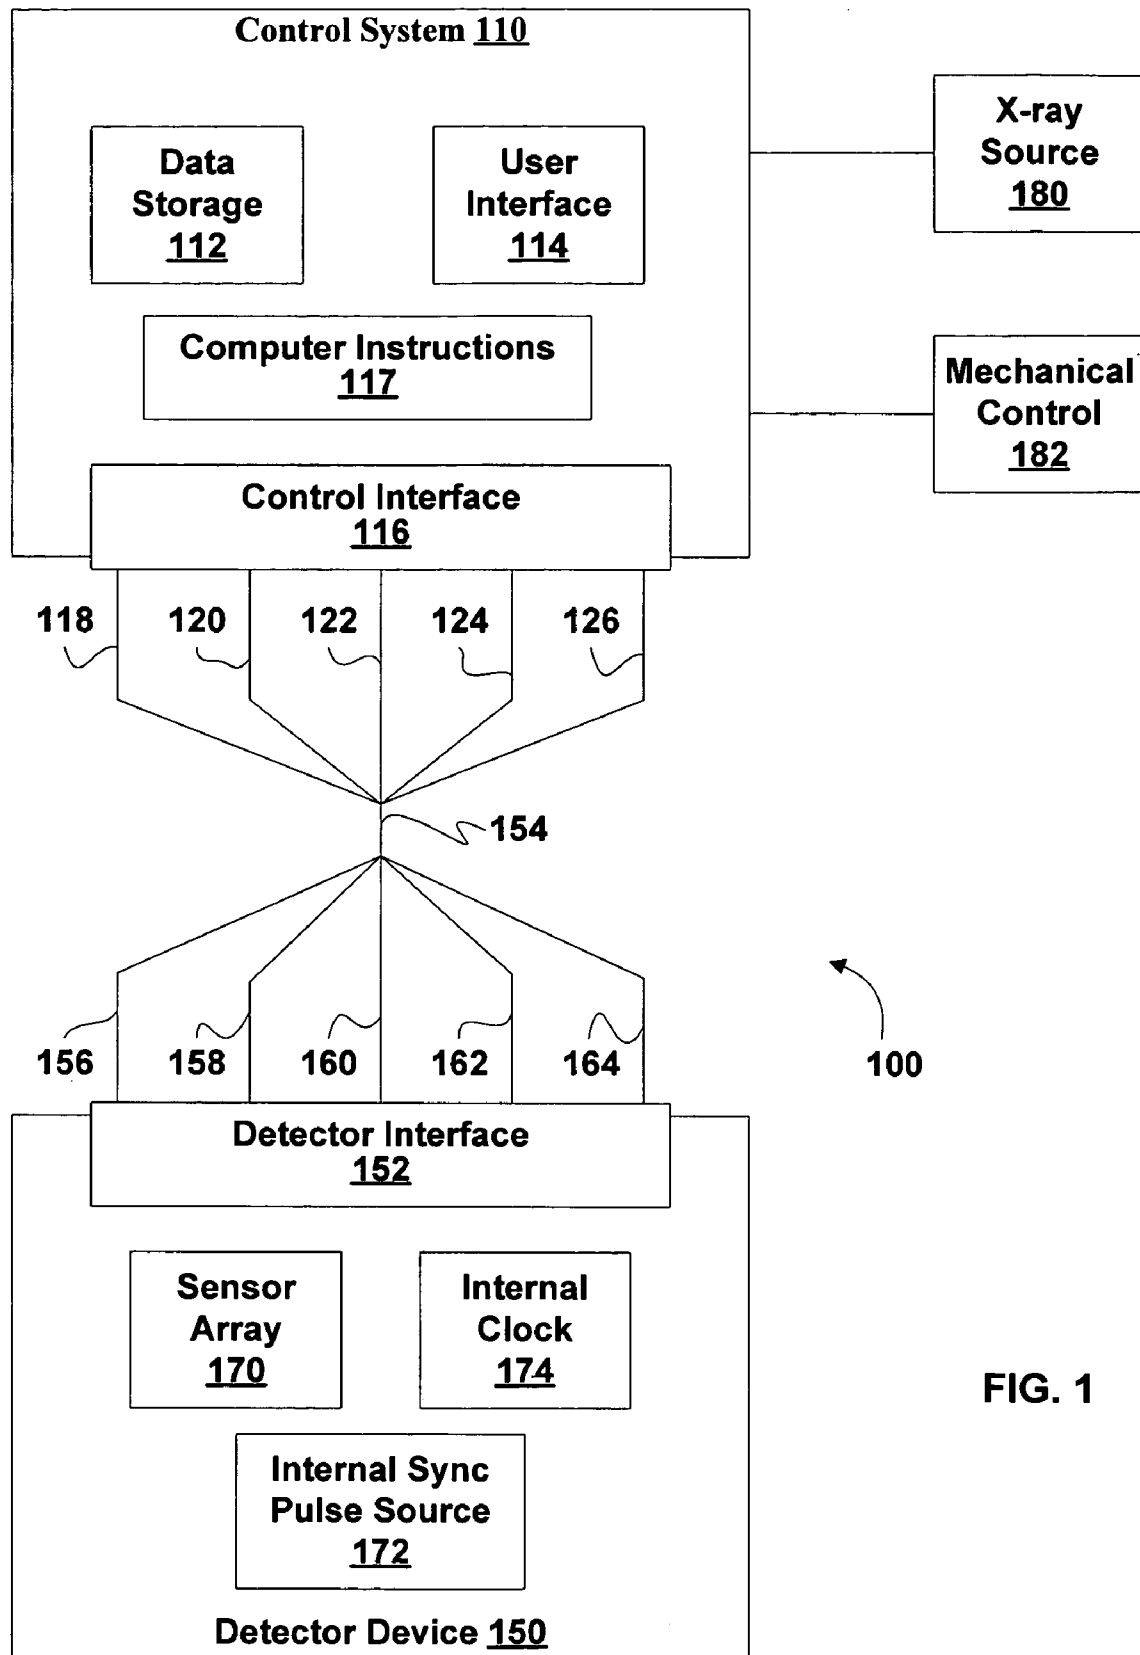 Control System 110
X-ray
Source
180
Data
Storage
112
User
Interface
114
Computer Instructions
117
Mechanical
Control
182
Control Interface
116
118
120
122
124
126
154
156
158
160
162
164
100
Detector Interface
152
Sensor
Array
170
Internal
Clock
174
FIG. 1
Internal Sync
Pulse Source
172
Detector Device 150